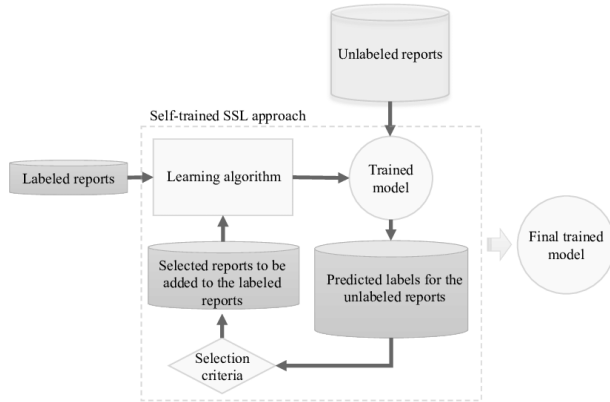 Unlabeled reports
Self-trained SSL approach
Labeled reports
Learning algorithm
Trained
model
Final trained
model
Selected reports to be
added to the labeled
reports
Predicted labels for the
unlabeled reports
Selection
criteria